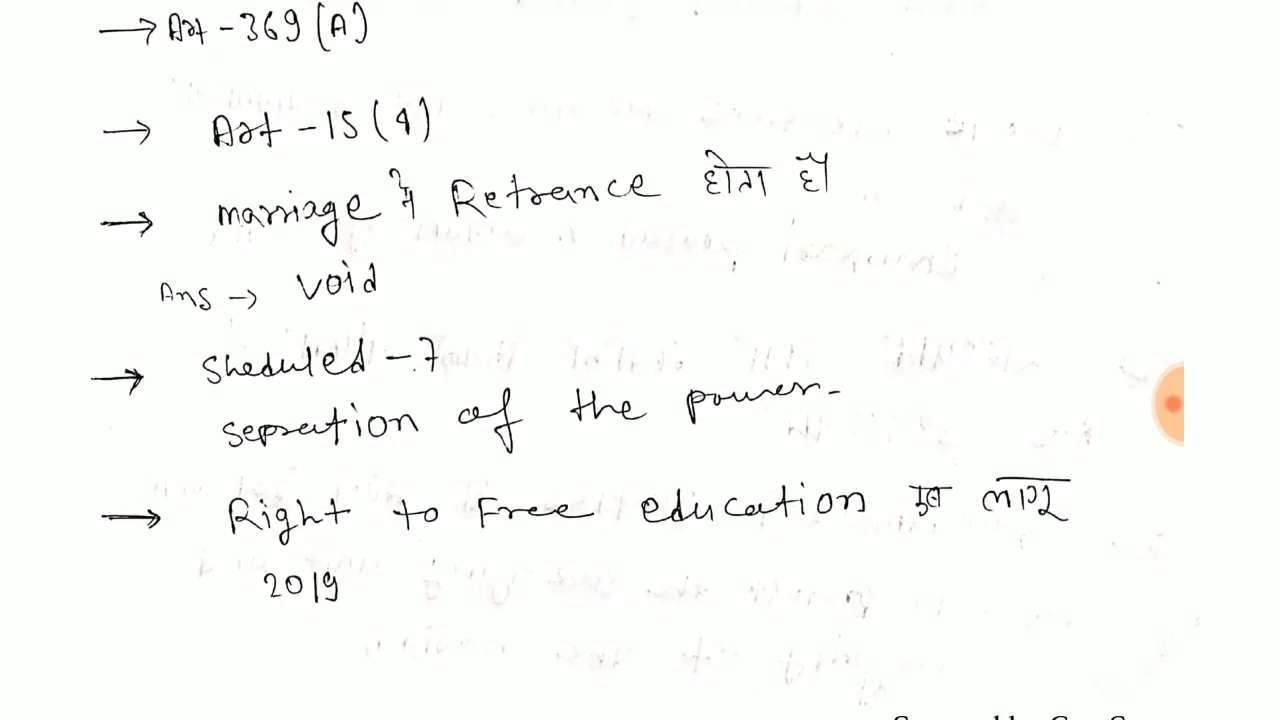 → Art - 369 (A)
→ Art - 15 (4)
→ marriage में Retrance होता है
Ans → void
→ Sheduled - 7
sepration of the power -
→ Right to Free education कब लागू
2019